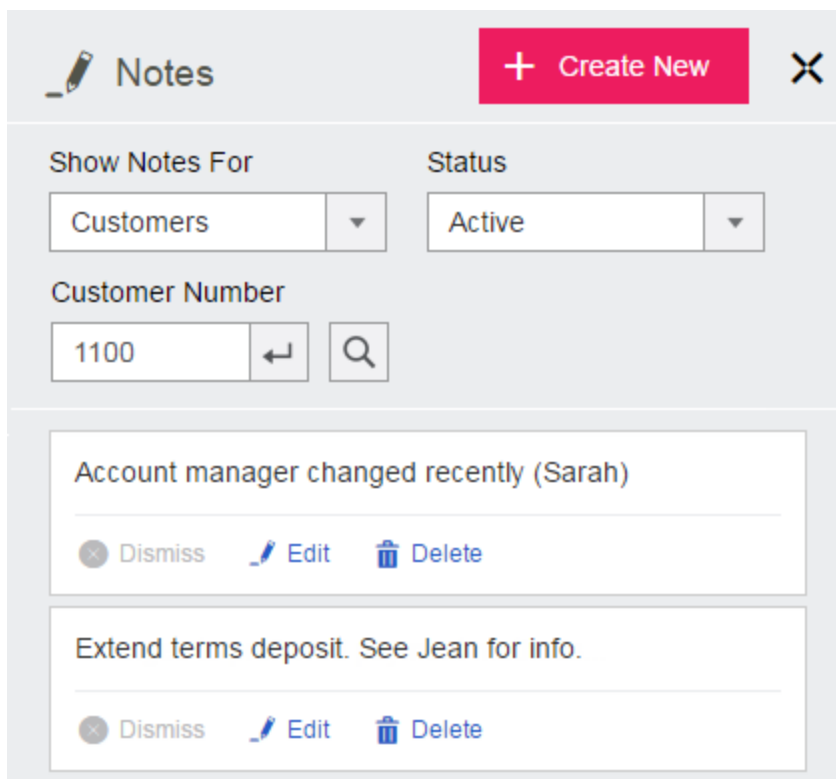 Notes
+ Create New
Show Notes For
Status
Customers
Active
Customer Number
1100
Account manager changed recently (Sarah)
Dismiss Edit Delete
Extend terms deposit. See Jean for info.
Dismiss Edit Delete